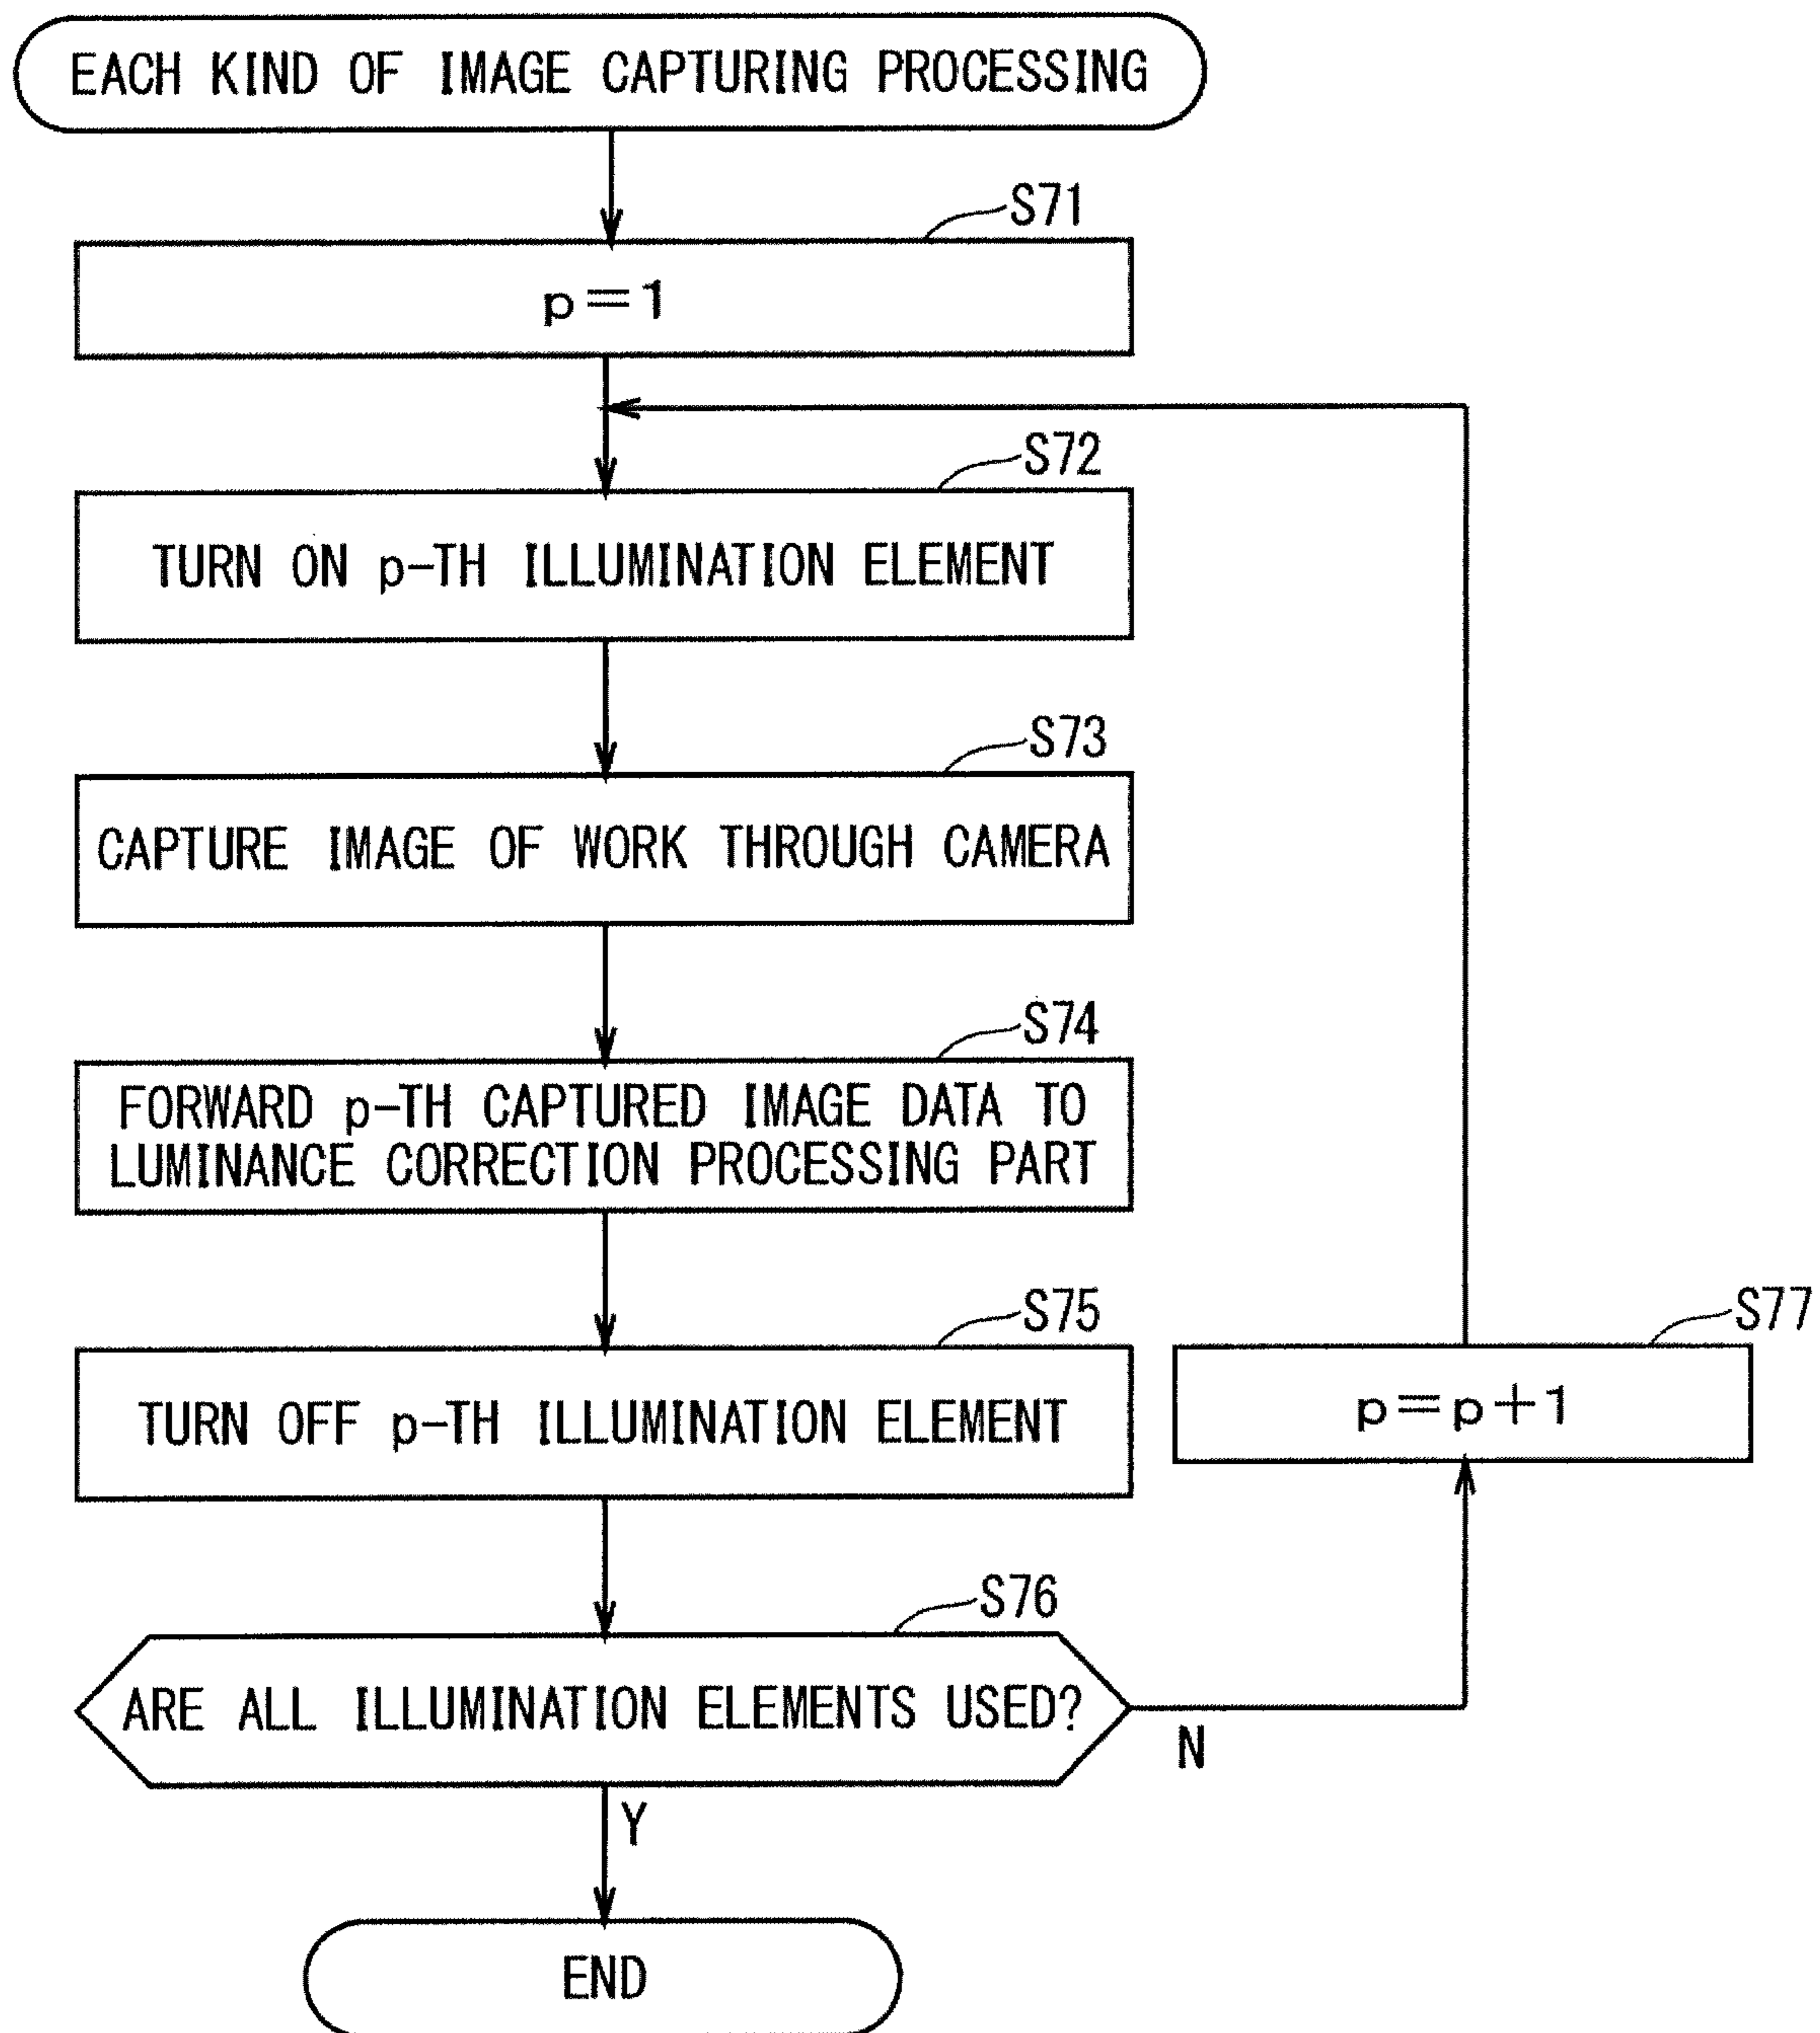 EACH KIND OF IMAGE CAPTURING PROCESSING
S71
p=1
S72
TURN ON p-TH ILLUMINATION ELEMENT
S73
CAPTURE IMAGE OF WORK THROUGH CAMERA
S74
FORWARD p-TH CAPTURED IMAGE DATA TO
LUMINANCE CORRECTION PROCESSING PART
S75
TURN OFF p-TH ILLUMINATION ELEMENT
S77
p=p+1
S76
ARE ALL ILLUMINATION ELEMENTS USED?
N
Y
END